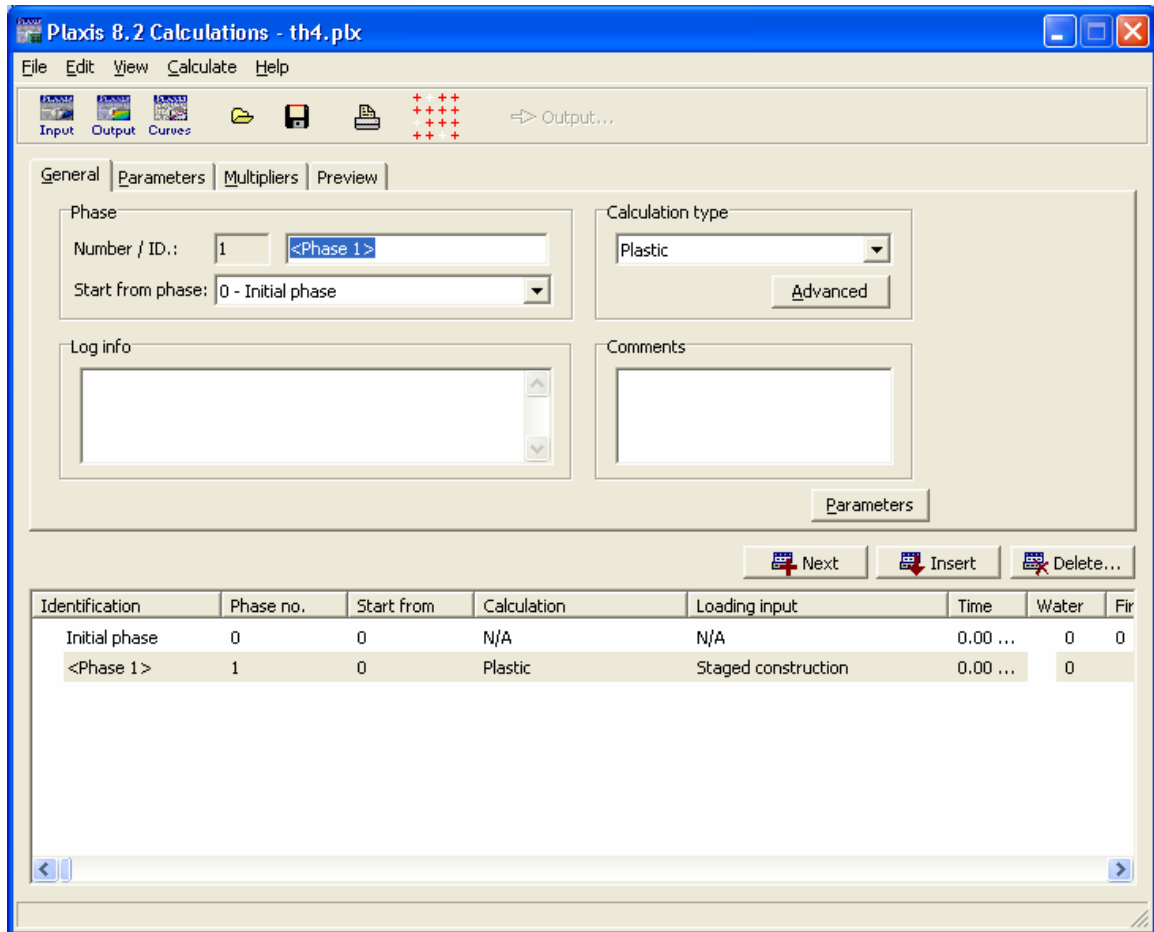 Plaxis 8.2 Calculations - th4.plx
File Edit View Calculate Help
Input Output Curves Output...
General Parameters Multipliers Preview
Phase Calculation type
Number / ID.: 1 <Phase 1> Plastic
Start from phase: 0 - Initial phase Advanced
Log info Comments
Parameters
Next Insert Delete...
Identification Phase no. Start from Calculation Loading input Time Water Fir
Initial phase 0 0 N/A N/A 0.00 ... 0 0
<Phase 1> 1 0 Plastic Staged construction 0.00 ... 0